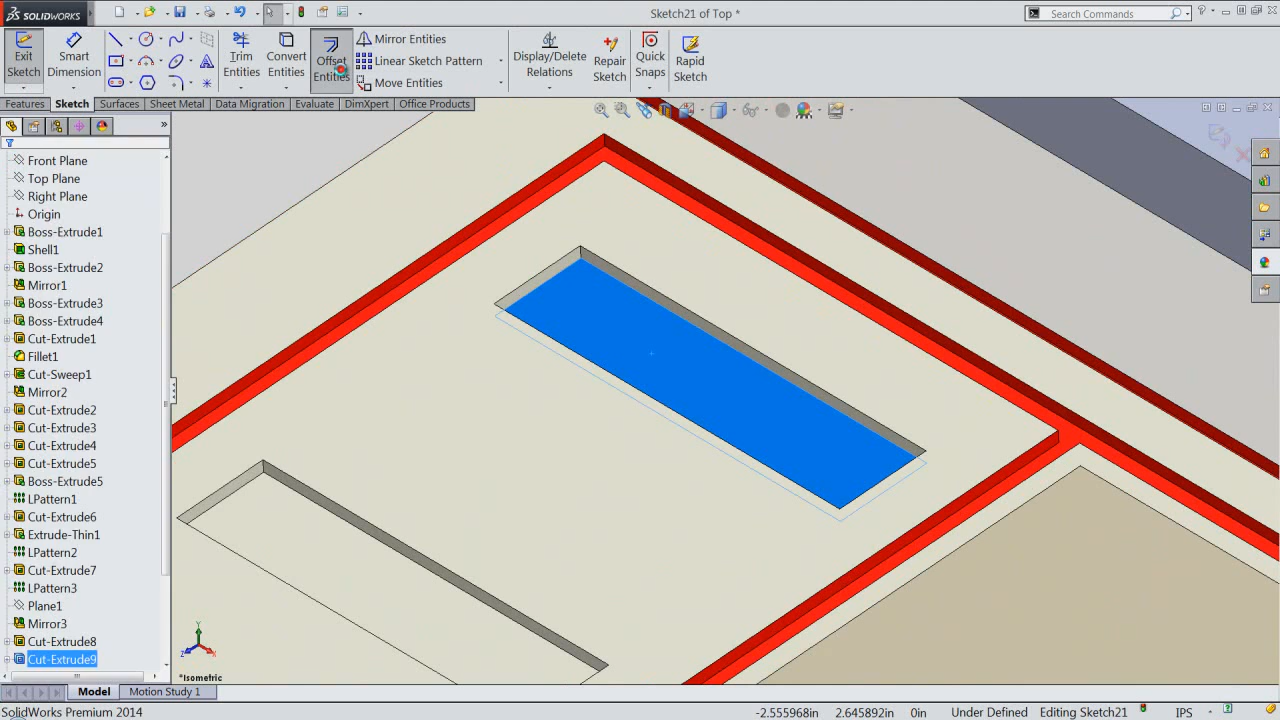 SOLIDWORKS
Sketch21 of Top *
Search Commands
Exit Sketch
Smart Dimension
Trim Entities
Convert Entities
Offset Entities
Mirror Entities
Linear Sketch Pattern
Move Entities
Display/Delete Relations
Repair Sketch
Quick Snaps
Rapid Sketch
Features
Sketch
Surfaces
Sheet Metal
Data Migration
Evaluate
DimXpert
Office Products
Front Plane
Top Plane
Right Plane
Origin
Boss-Extrude1
Shell1
Boss-Extrude2
Mirror1
Boss-Extrude3
Boss-Extrude4
Cut-Extrude1
Fillet1
Cut-Sweep1
Mirror2
Cut-Extrude2
Cut-Extrude3
Cut-Extrude4
Cut-Extrude5
Boss-Extrude5
LPattern1
Cut-Extrude6
Extrude-Thin1
LPattern2
Cut-Extrude7
LPattern3
Plane1
Mirror3
Cut-Extrude8
Cut-Extrude9
Y
Z
X
*Isometric
Model
Motion Study 1
SolidWorks Premium 2014
-2.555968in
2.645892in
0in
Under Defined
Editing Sketch21
IPS